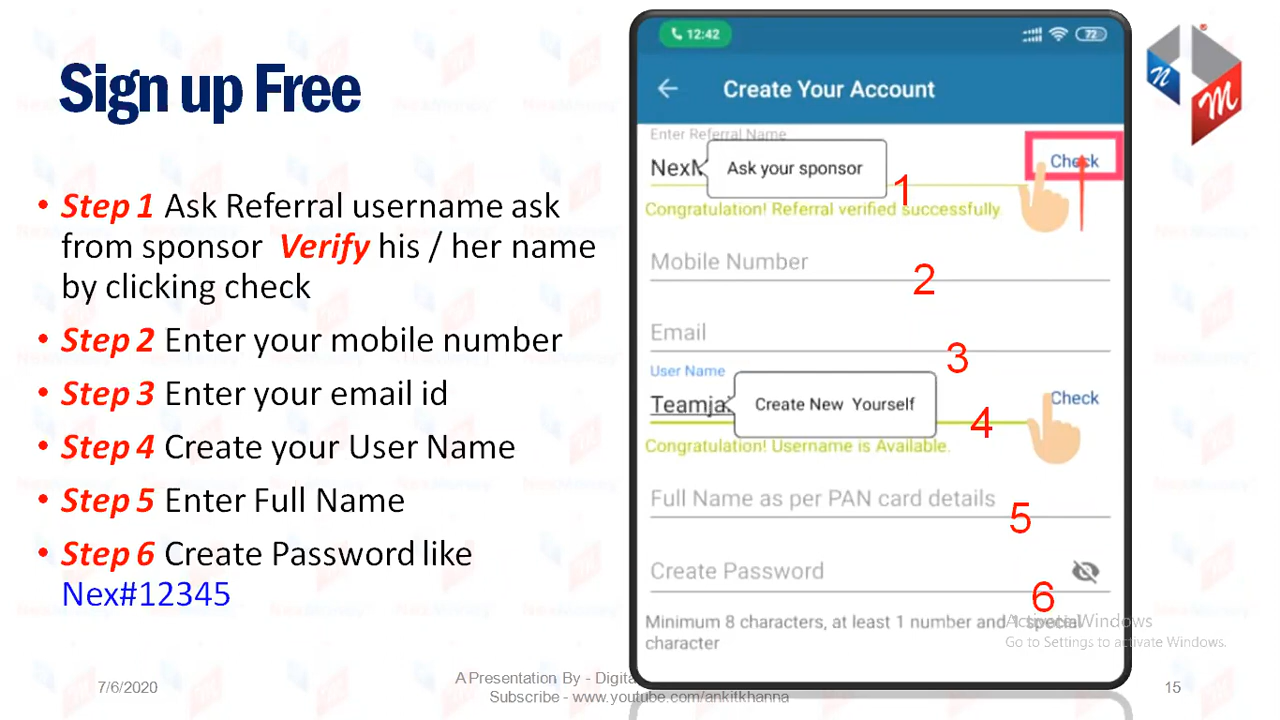 Sign up Free
• Step 1 Ask Referral username ask
from sponsor Verify his / her name
by clicking check
• Step 2 Enter your mobile number
• Step 3 Enter your email id
• Step 4 Create your User Name
• Step 5 Enter Full Name
• Step 6 Create Password like
Nex#12345
12:42
72
Create Your Account
Enter Referral Name
Ask your sponsor
Check
1
Congratulation! Referral verified successfully.
Mobile Number
2
Email
3
User Name
Teamja
Create New Yourself
Check
4
Congratulation! Username is Available.
Full Name as per PAN card details
5
Create Password
6
Minimum 8 characters, at least 1 number and 1 special
character
Activate Windows
Go to Settings to activate Windows.
n m
7/6/2020
A Presentation By - Digita
Subscribe - www.youtube.com/ankitkhanna
15